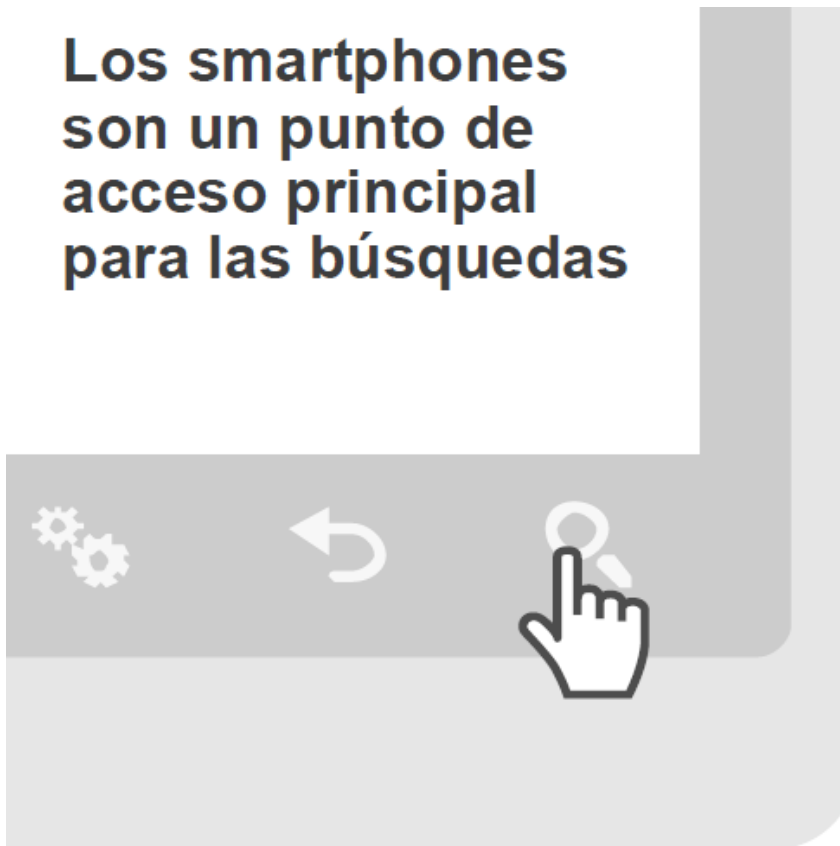 Los smartphones
son un punto de
acceso principal
para las búsquedas